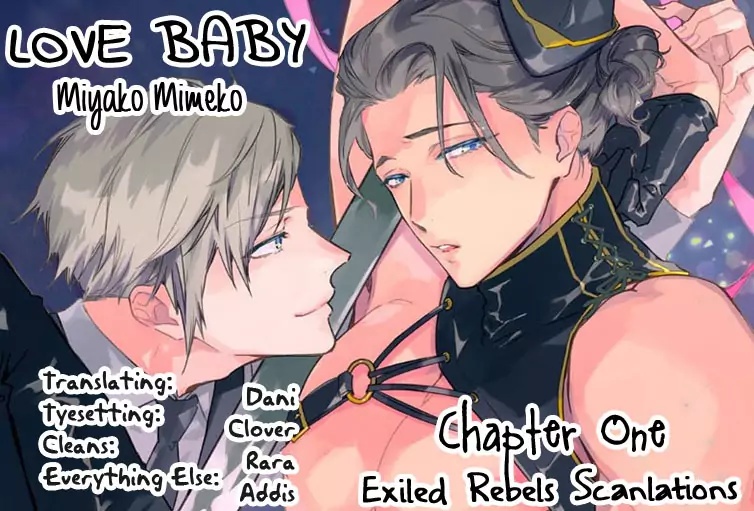 LOVE BABY
Miyako Mimeko
Translating: Dani
Tyesetting: Clover
Cleans: Rara
Everything Else: Addis
Chapter One
Exiled Rebels Scanlations